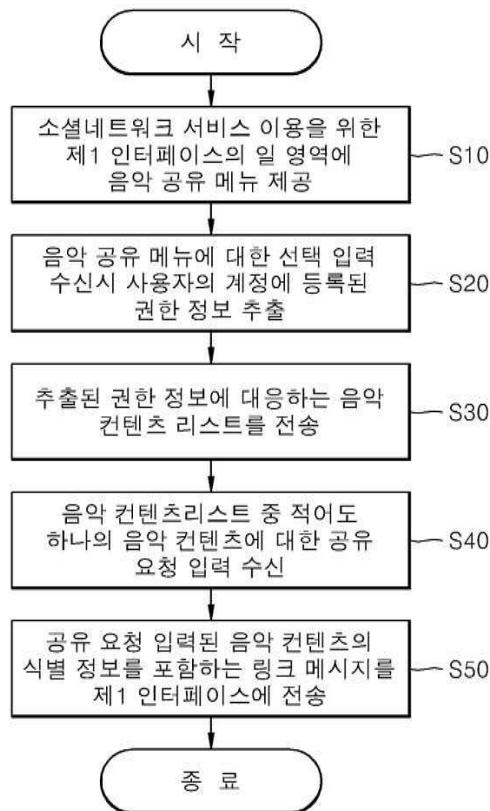 시 작
소셜네트워크 서비스 이용을 위한
제1 인터페이스의 일 영역에
음악 공유 메뉴 제공
S10
음악 공유 메뉴에 대한 선택 입력
수신시 사용자의 계정에 등록된
권한 정보 추출
S20
추출된 권한 정보에 대응하는 음악
컨텐츠 리스트를 전송
S30
음악 컨텐츠리스트 중 적어도
하나의 음악 컨텐츠에 대한 공유
요청 입력 수신
S40
공유 요청 입력된 음악 컨텐츠의
식별 정보를 포함하는 링크 메시지를
제1 인터페이스에 전송
S50
종 료